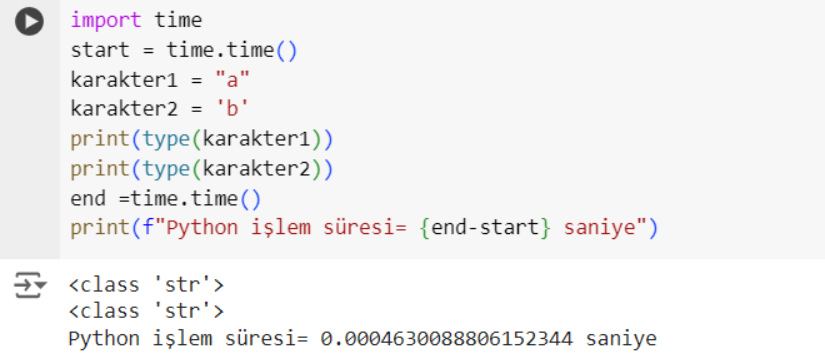 import time
start = time.time()
karakter1 = "a"
karakter2 = 'b'
print(type(karakter1))
print(type(karakter2))
end =time.time()
print(f"Python işlem süresi= {end-start} saniye")
<class 'str'>
<class 'str'>
Python işlem süresi= 0.0004630088806152344 saniye